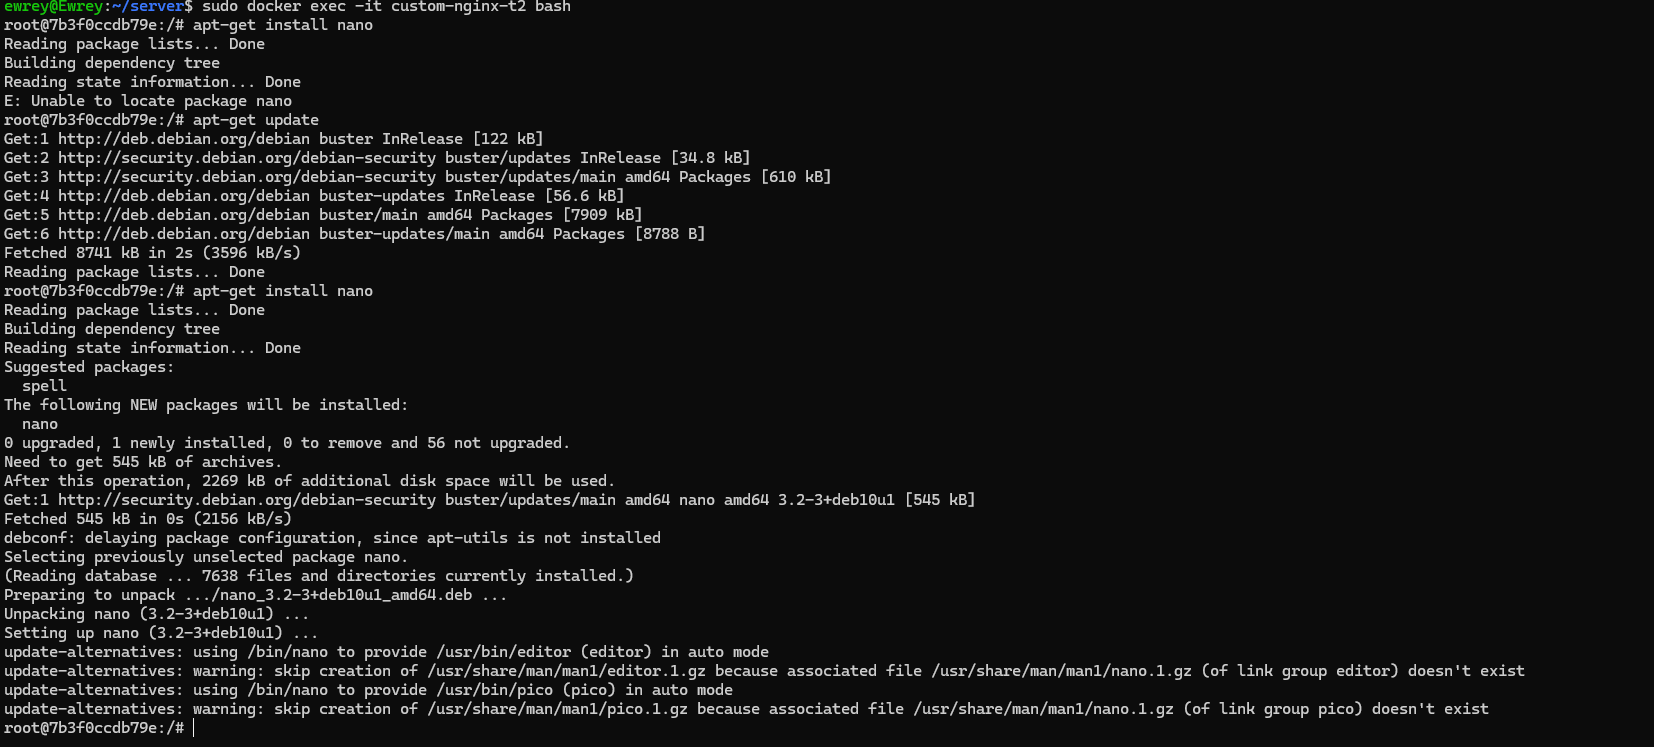 ewrey@Ewrey:~/server$ sudo docker exec -it custom-nginx-t2 bash
root@7b3f0ccdb79e:/# apt-get install nano
Reading package lists... Done
Building dependency tree
Reading state information... Done
E: Unable to locate package nano
root@7b3f0ccdb79e:/# apt-get update
Get:1 http://deb.debian.org/debian buster InRelease [122 kB]
Get:2 http://security.debian.org/debian-security buster/updates InRelease [34.8 kB]
Get:3 http://security.debian.org/debian-security buster/updates/main amd64 Packages [610 kB]
Get:4 http://deb.debian.org/debian buster-updates InRelease [56.6 kB]
Get:5 http://deb.debian.org/debian buster/main amd64 Packages [7909 kB]
Get:6 http://deb.debian.org/debian buster-updates/main amd64 Packages [8788 B]
Fetched 8741 kB in 2s (3596 kB/s)
Reading package lists... Done
root@7b3f0ccdb79e:/# apt-get install nano
Reading package lists... Done
Building dependency tree
Reading state information... Done
Suggested packages:
  spell
The following NEW packages will be installed:
  nano
0 upgraded, 1 newly installed, 0 to remove and 56 not upgraded.
Need to get 545 kB of archives.
After this operation, 2269 kB of additional disk space will be used.
Get:1 http://security.debian.org/debian-security buster/updates/main amd64 nano amd64 3.2-3+deb10u1 [545 kB]
Fetched 545 kB in 0s (2156 kB/s)
debconf: delaying package configuration, since apt-utils is not installed
Selecting previously unselected package nano.
(Reading database ... 7638 files and directories currently installed.)
Preparing to unpack .../nano_3.2-3+deb10u1_amd64.deb ...
Unpacking nano (3.2-3+deb10u1) ...
Setting up nano (3.2-3+deb10u1) ...
update-alternatives: using /bin/nano to provide /usr/bin/editor (editor) in auto mode
update-alternatives: warning: skip creation of /usr/share/man/man1/editor.1.gz because associated file /usr/share/man/man1/nano.1.gz (of link group editor) doesn't exist
update-alternatives: using /bin/nano to provide /usr/bin/pico (pico) in auto mode
update-alternatives: warning: skip creation of /usr/share/man/man1/pico.1.gz because associated file /usr/share/man/man1/nano.1.gz (of link group pico) doesn't exist
root@7b3f0ccdb79e:/#